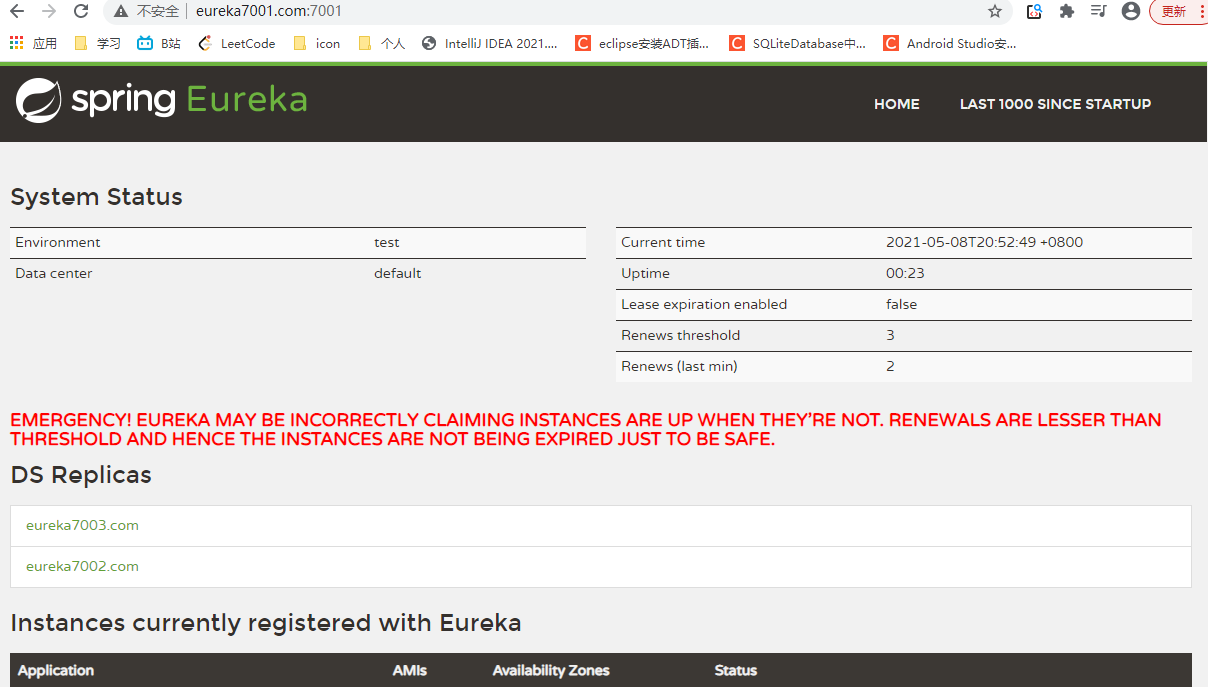 不安全 eureka7001.com:7001 更新
应用 学习 B站 LeetCode icon 个人 IntelliJ IDEA 2021.... eclipse安装ADT插... SQLiteDatabase中... Android Studio安...
spring Eureka HOME LAST 1000 SINCE STARTUP
System Status
Environment test
Data center default
Current time 2021-05-08T20:52:49 +0800
Uptime 00:23
Lease expiration enabled false
Renews threshold 3
Renews (last min) 2
EMERGENCY! EUREKA MAY BE INCORRECTLY CLAIMING INSTANCES ARE UP WHEN THEY'RE NOT. RENEWALS ARE LESSER THAN
THRESHOLD AND HENCE THE INSTANCES ARE NOT BEING EXPIRED JUST TO BE SAFE.
DS Replicas
eureka7003.com
eureka7002.com
Instances currently registered with Eureka
Application AMIs Availability Zones Status